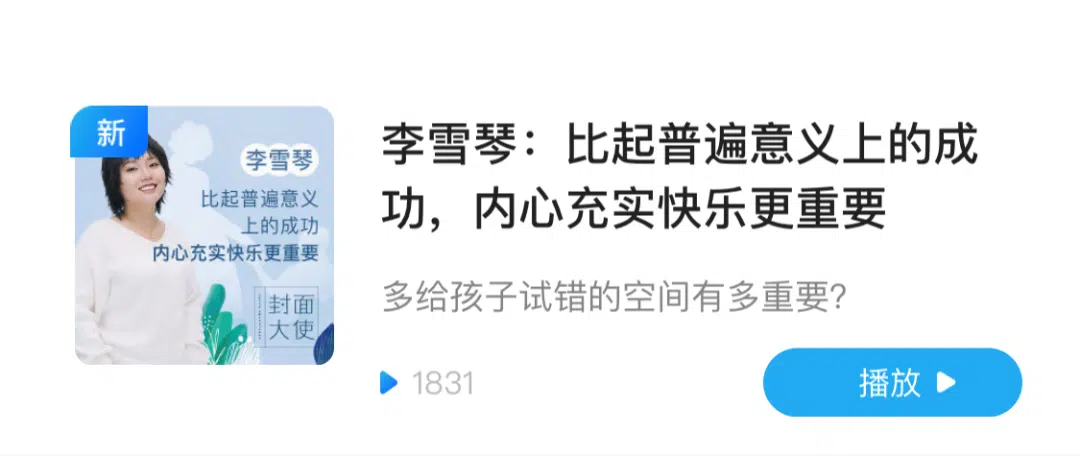 新
李雪琴
比起普遍意义
上的成功
内心充实快乐更重要
封面
大使
李雪琴：比起普遍意义上的成
功，内心充实快乐更重要
多给孩子试错的空间有多重要？
1831
播放